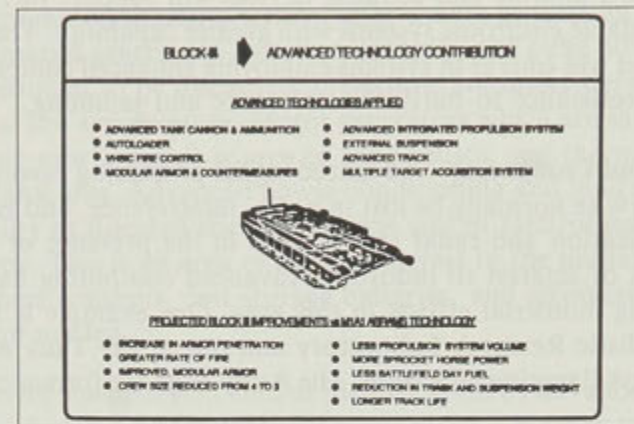 BLOCK-III ADVANCED TECHNOLOGY CONTRIBUTION
ADVANCED TECHNOLOGIES APPLIED
● ADVANCED TANK CANNON & AMMUNITION
● AUTOLOADER
● VHSIC FIRE CONTROL
● MODULAR ARMOR & COUNTERMEASURES
● ADVANCED INTEGRATED PROPULSION SYSTEM
● EXTERNAL SUSPENSION
● ADVANCED TRACK
● MULTIPLE TARGET ACQUISITION SYSTEM
PROJECTED BLOCK III IMPROVEMENTS vs M1A1 ABRAMS TECHNOLOGY
● INCREASE IN ARMOR PENETRATION
● GREATER RATE OF FIRE
● IMPROVED, MODULAR ARMOR
● CREW SIZE REDUCED FROM 4 TO 3
● LESS PROPULSION SYSTEM VOLUME
● MORE SPROCKET HORSE POWER
● LESS BATTLEFIELD DAY FUEL
● REDUCTION IN TRACK AND SUSPENSION WEIGHT
● LONGER TRACK LIFE